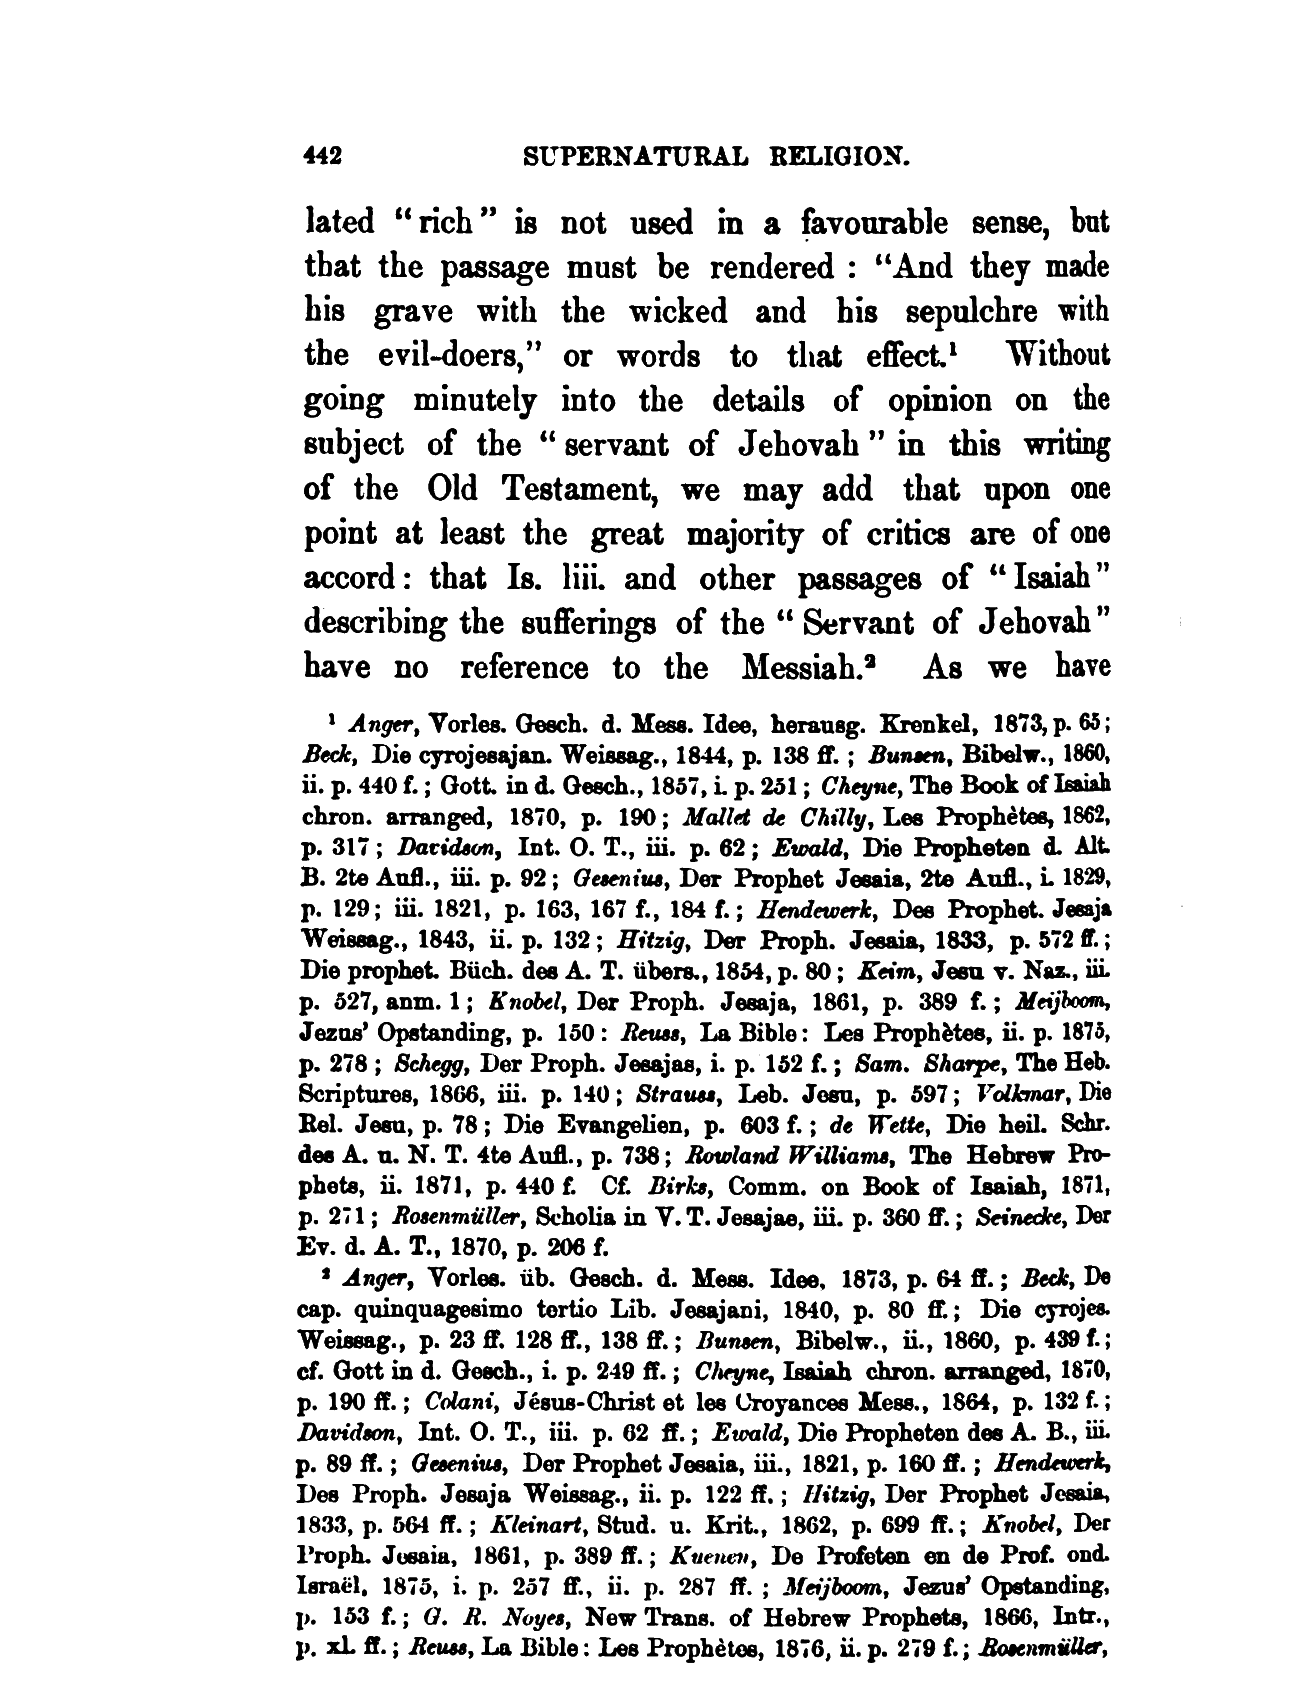 442 SUPERNATURAL RELIGION.
lated “rich” is not used in a favourable sense, but
that the passage must be rendered : “And they made
his grave with the wicked and his sepulchre with
the evil-doers,” or words to that effect.¹ Without
going minutely into the details of opinion on the
subject of the “servant of Jehovah” in this writing
of the Old Testament, we may add that upon one
point at least the great majority of critics are of one
accord: that Is. liii. and other passages of “Isaiah”
describing the sufferings of the “Servant of Jehovah”
have no reference to the Messiah.² As we have
¹ Anger, Vorles. Gesch. d. Mess. Idee, herausg. Krenkel, 1873, p. 65;
Beck, Die cyrojesajan. Weissag., 1844, p. 138 ff. ; Bunsen, Bibelw., 1860,
ii. p. 440 f. ; Gott. in d. Gesch., 1857, i. p. 251 ; Cheyne, The Book of Isaiah
chron. arranged, 1870, p. 190 ; Mallet de Chilly, Les Prophètes, 1862,
p. 317 ; Davidson, Int. O. T., iii. p. 62 ; Ewald, Die Propheten d. Alt.
B. 2te Aufl., iii. p. 92 ; Gesenius, Der Prophet Jesaia, 2te Aufl., i. 1829,
p. 129; iii. 1821, p. 163, 167 f., 184 f. ; Hendewerk, Des Prophet. Jesaja
Weissag., 1843, ii. p. 132 ; Hitzig, Der Proph. Jesaia, 1833, p. 572 ff. ;
Die prophet. Büch. des A. T. übers., 1854, p. 80 ; Keim, Jesu v. Naz., iii.
p. 527, anm. 1 ; Knobel, Der Proph. Jesaja, 1861, p. 389 f. ; Meijboom,
Jezus’ Opstanding, p. 150 : Reuss, La Bible : Les Prophètes, ii. p. 1875,
p. 278 ; Schegg, Der Proph. Jesajas, i. p. 152 f. ; Sam. Sharpe, The Heb.
Scriptures, 1866, iii. p. 140 ; Strauss, Leb. Jesu, p. 597 ; Volkmar, Die
Rel. Jesu, p. 78 ; Die Evangelien, p. 603 f. ; de Wette, Die heil. Schr.
des A. u. N. T. 4te Aufl., p. 738 ; Rowland Williams, The Hebrew Pro-
phets, ii. 1871, p. 440 f. Cf. Birks, Comm. on Book of Isaiah, 1871,
p. 271 ; Rosenmüller, Scholia in V. T. Jesajae, iii. p. 360 ff. ; Seinecke, Der
Ev. d. A. T., 1870, p. 206 f.
² Anger, Vorles. üb. Gesch. d. Mess. Idee, 1873, p. 64 ff. ; Beck, De
cap. quinquagesimo tertio Lib. Jesajani, 1840, p. 80 ff. ; Die cyrojes.
Weissag., p. 23 ff. 128 ff., 138 ff. ; Bunsen, Bibelw., ii., 1860, p. 439 f. ;
cf. Gott in d. Gesch., i. p. 249 ff. ; Cheyne, Isaiah chron. arranged, 1870,
p. 190 ff. ; Colani, Jésus-Christ et les Croyances Mess., 1864, p. 132 f. ;
Davidson, Int. O. T., iii. p. 62 ff. ; Ewald, Die Propheten des A. B., iii.
p. 89 ff. ; Gesenius, Der Prophet Jesaia, iii., 1821, p. 160 ff. ; Hendewerk,
Des Proph. Jesaja Weissag., ii. p. 122 ff. ; Hitzig, Der Prophet Jesaia,
1833, p. 564 ff. ; Kleinart, Stud. u. Krit., 1862, p. 699 ff. ; Knobel, Der
Proph. Jesaia, 1861, p. 389 ff. ; Kuenen, De Profeten en de Prof. ond.
Israël, 1875, i. p. 257 ff., ii. p. 287 ff. ; Meijboom, Jezus’ Opstanding,
p. 153 f. ; G. R. Noyes, New Trans. of Hebrew Prophets, 1866, Intr.,
p. xl. ff. ; Reuss, La Bible : Les Prophètes, 1876, ii. p. 279 f. ; Rosenmüller,